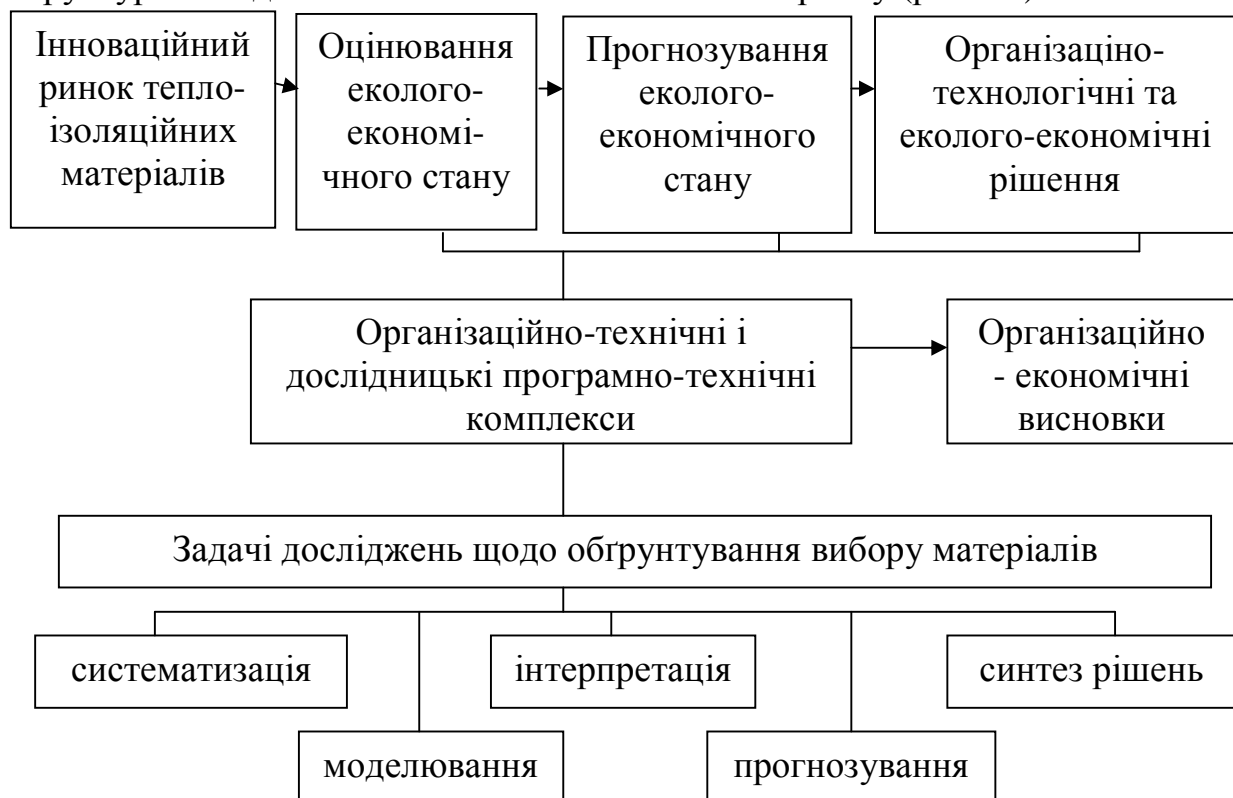 Інноваційний
ринок тепло-
ізоляційних
матеріалів
Оцінювання
еколого-
економі-
чного стану
Прогнозування
еколого-
економічного
стану
Організаціно-
технологічні та
еколого-економічні
рішення
Організаційно-технічні і
дослідницькі програмно-технічні
комплекси
Організаційно
- економічні
висновки
Задачі досліджень щодо обґрунтування вибору матеріалів
систематизація
інтерпретація
синтез рішень
моделювання
прогнозування